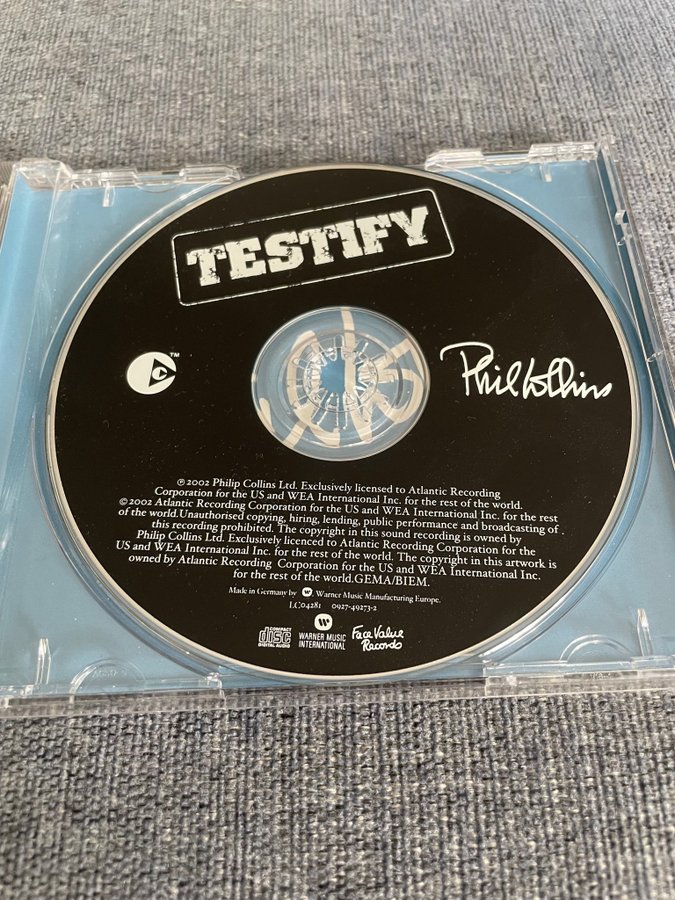 TESTIFY
C
TM
Phil Collins
℗2002 Philip Collins Ltd. Exclusively licensed to Atlantic Recording
Corporation for the US and WEA International Inc. for the rest of the world.
©2002 Atlantic Recording Corporation for the US and WEA International Inc. for the rest
of the world.Unauthorised copying, hiring, lending, public performance and broadcasting of
this recording prohibited. The copyright in this sound recording is owned by
Philip Collins Ltd. Exclusively licenced to Atlantic Recording Corporation for the
US and WEA International Inc. for the rest of the world. The copyright in this artwork is
owned by Atlantic Recording Corporation for the US and WEA International Inc.
for the rest of the world.GEMA/BIEM.
Made in Germany by W Warner Music Manufacturing Europe.
LC04281 0927-49273-2
COMPACT
disc
DIGITAL AUDIO
WARNER MUSIC
INTERNATIONAL
Face Value
Records